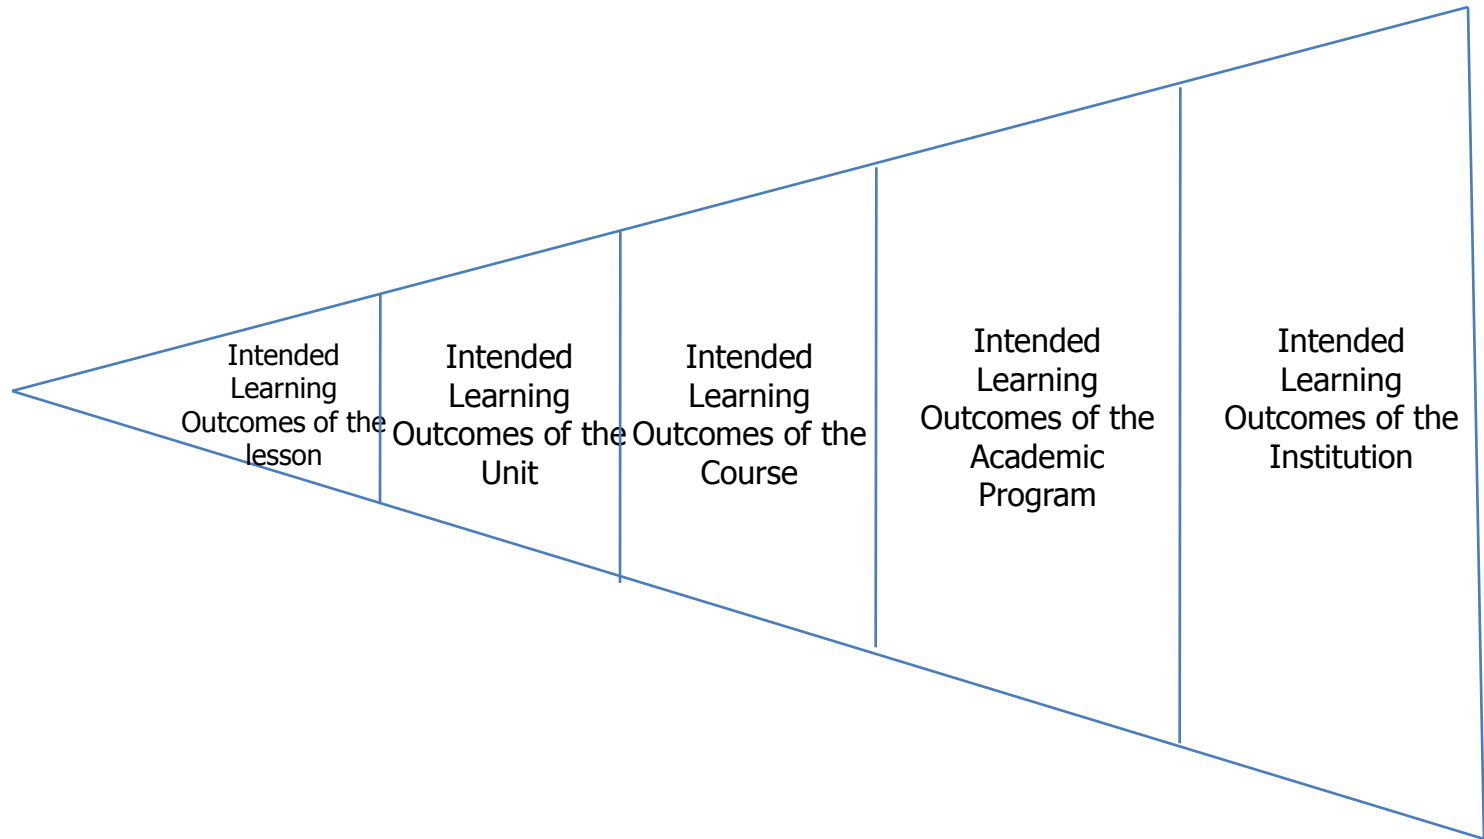 Intended
Learning
Outcomes of the
lesson
Intended
Learning
Outcomes of the
Unit
Intended
Learning
Outcomes of the
Course
Intended
Learning
Outcomes of the
Academic
Program
Intended
Learning
Outcomes of the
Institution